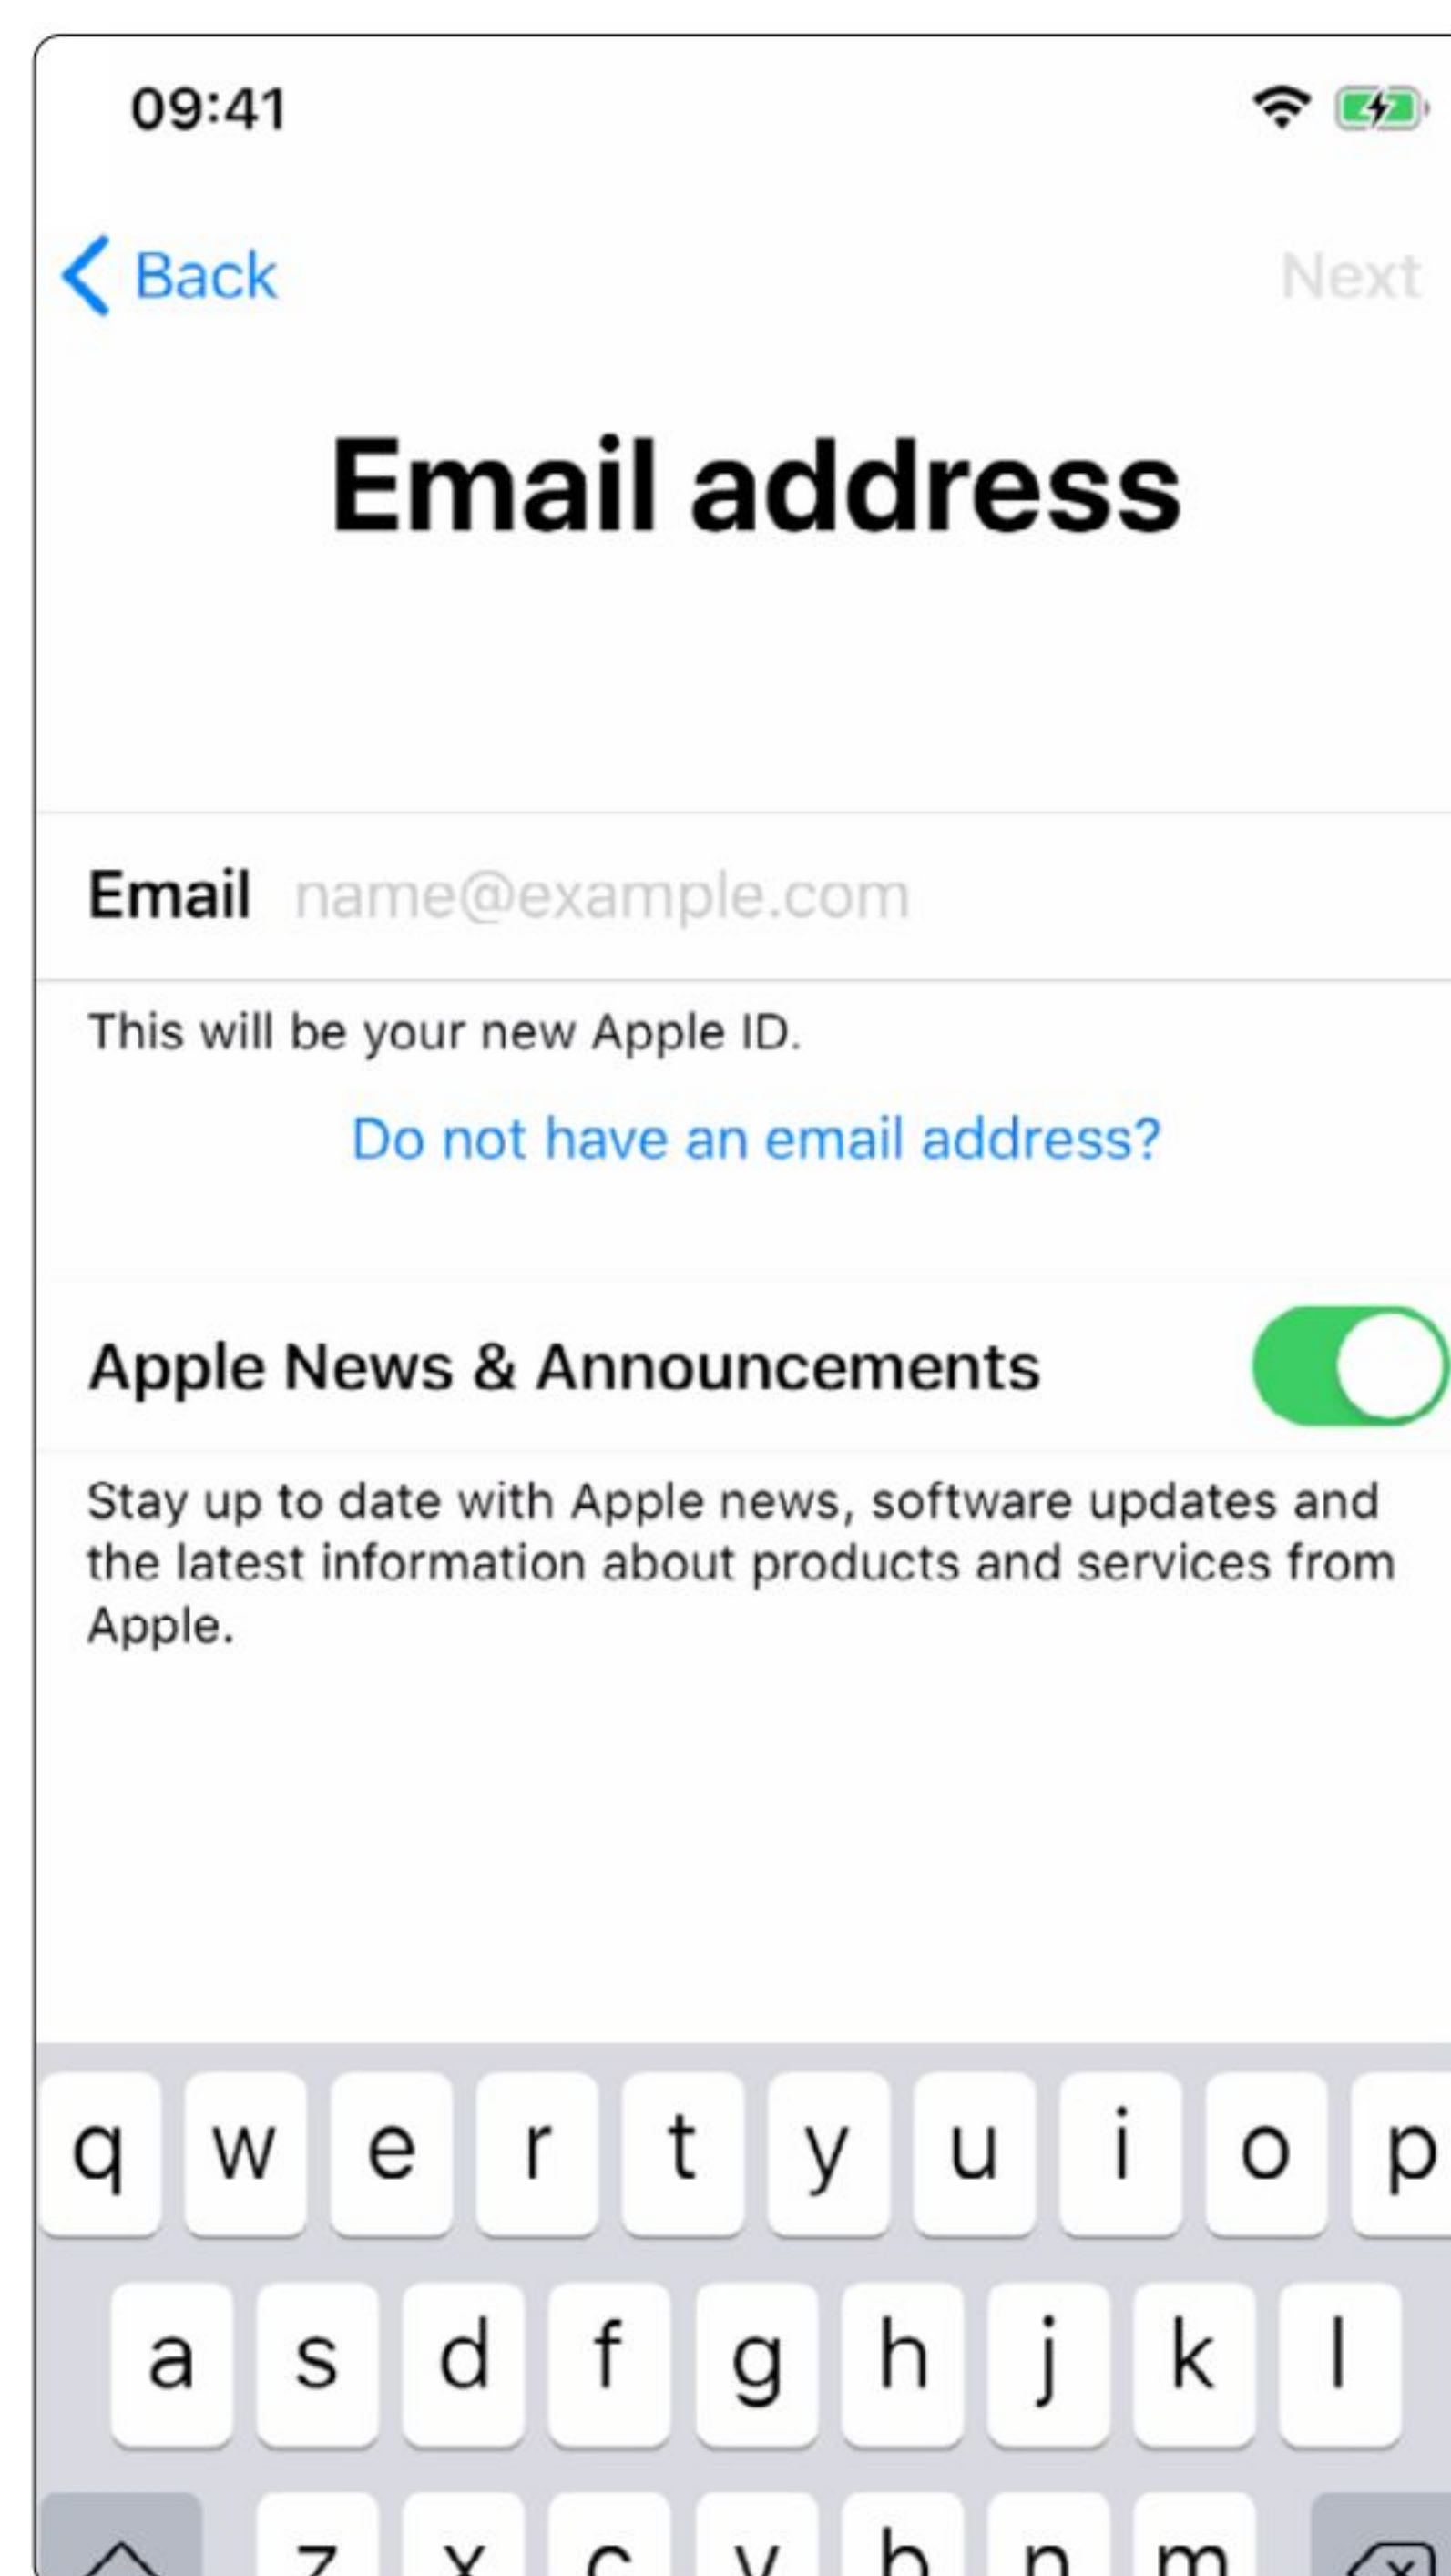 09:41
Back
Next
Email address
Email name@example.com
This will be your new Apple ID.
Do not have an email address?
Apple News & Announcements
Stay up to date with Apple news, software updates and
the latest information about products and services from
Apple.
q w e r t y u i o p
a s d f g h j k l
z x c v b n m